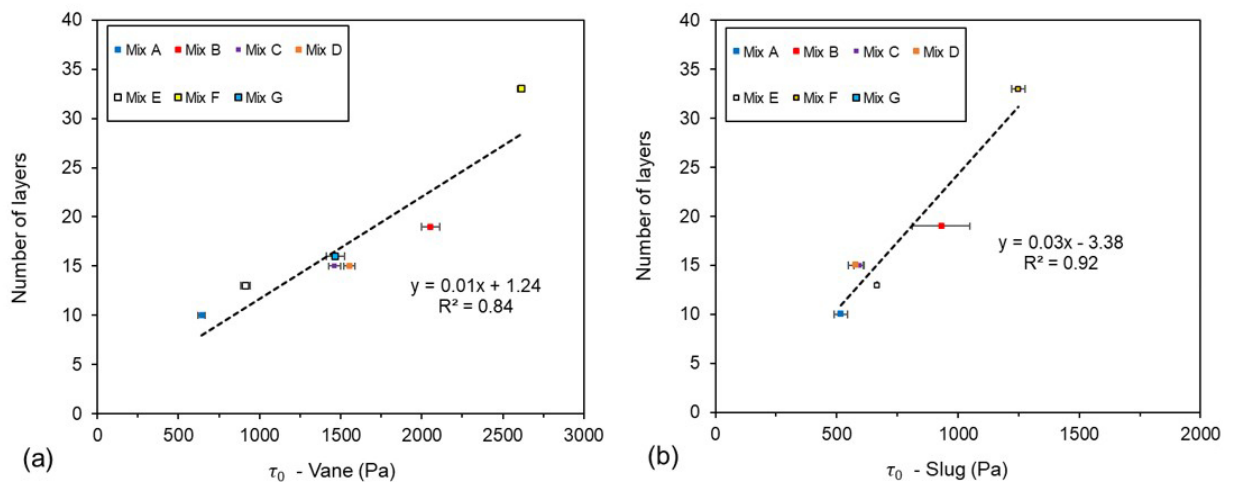 40
35
30
25
20
15
10
5
0
Number of layers
Mix A Mix B Mix C Mix D
Mix E Mix F Mix G
y = 0.01x + 1.24
R² = 0.84
0 500 1000 1500 2000 2500 3000
(a)
τ₀ - Vane (Pa)
40
35
30
25
20
15
10
5
0
Number of layers
Mix A Mix B Mix C Mix D
Mix E Mix F Mix G
y = 0.03x - 3.38
R² = 0.92
0 500 1000 1500 2000
(b)
τ₀ - Slug (Pa)